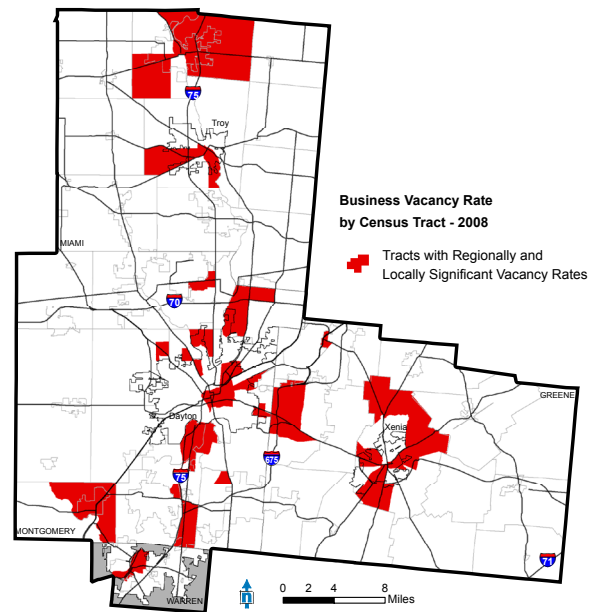 75
Troy
Business Vacancy Rate
by Census Tract - 2008
Tracts with Regionally and
Locally Significant Vacancy Rates
MIAMI
70
GREENE
Dayton
Xenia
675
75
MONTGOMERY
71
WARREN
n
0 2 4 8
Miles